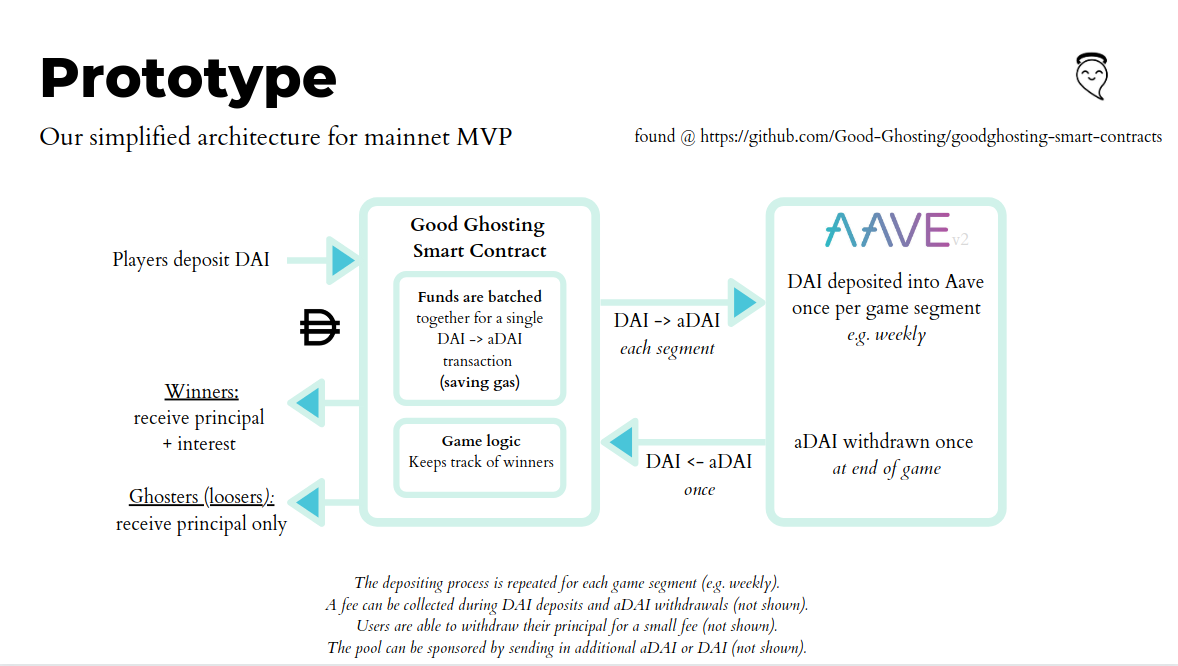 Prototype
Our simplified architecture for mainnet MVP
found @ https://github.com/Good-Ghosting/goodghosting-smart-contracts
Players deposit DAI
Winners:
receive principal
+ interest
Ghosters (loosers):
receive principal only
Good Ghosting
Smart Contract
Funds are batched
together for a single
DAI -> aDAI
transaction
(saving gas)
Game logic
Keeps track of winners
DAI -> aDAI
each segment
DAI <- aDAI
once
AAVE v2
DAI deposited into Aave
once per game segment
e.g. weekly
aDAI withdrawn once
at end of game
The depositing process is repeated for each game segment (e.g. weekly).
A fee can be collected during DAI deposits and aDAI withdrawals (not shown).
Users are able to withdraw their principal for a small fee (not shown).
The pool can be sponsored by sending in additional aDAI or DAI (not shown).